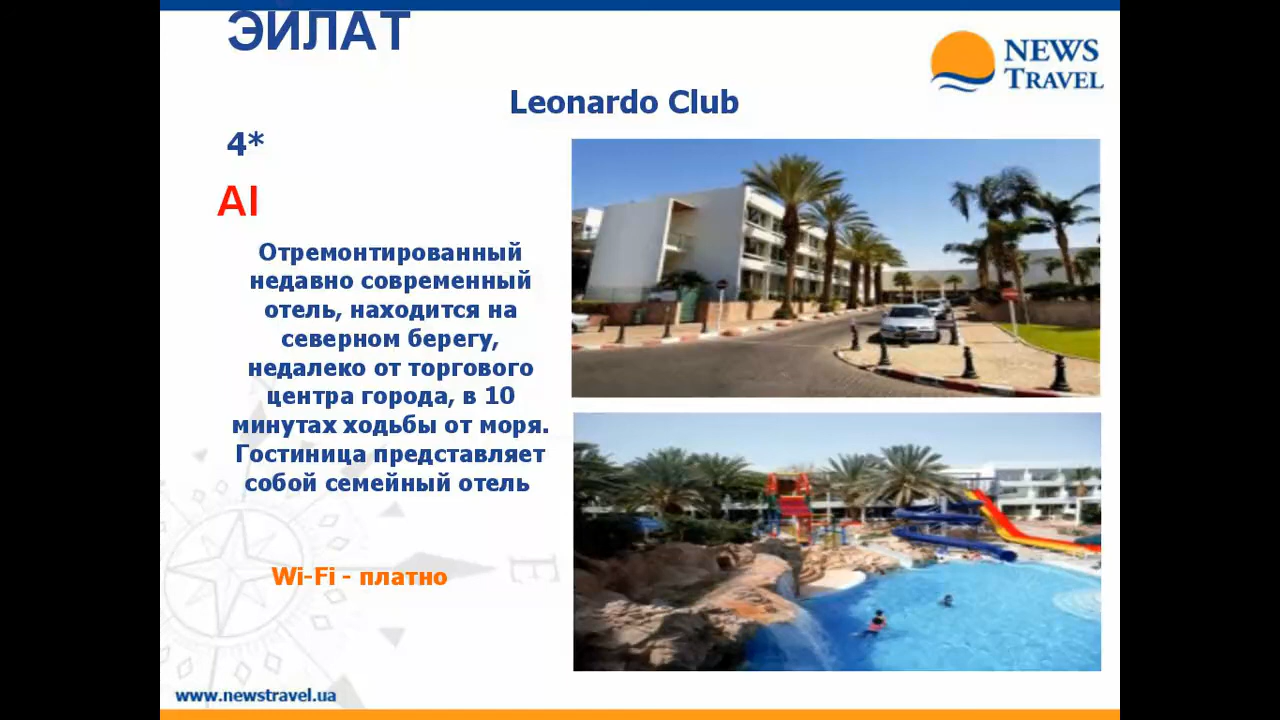 ЭЙЛАТ
NEWS
TRAVEL
Leonardo Club
4*
AI
Отремонтированный
недавно современный
отель, находится на
северном берегу,
недалеко от торгового
центра города, в 10
минутах ходьбы от моря.
Гостиница представляет
собой семейный отель
E
Wi-Fi - платно
www.newstravel.ua